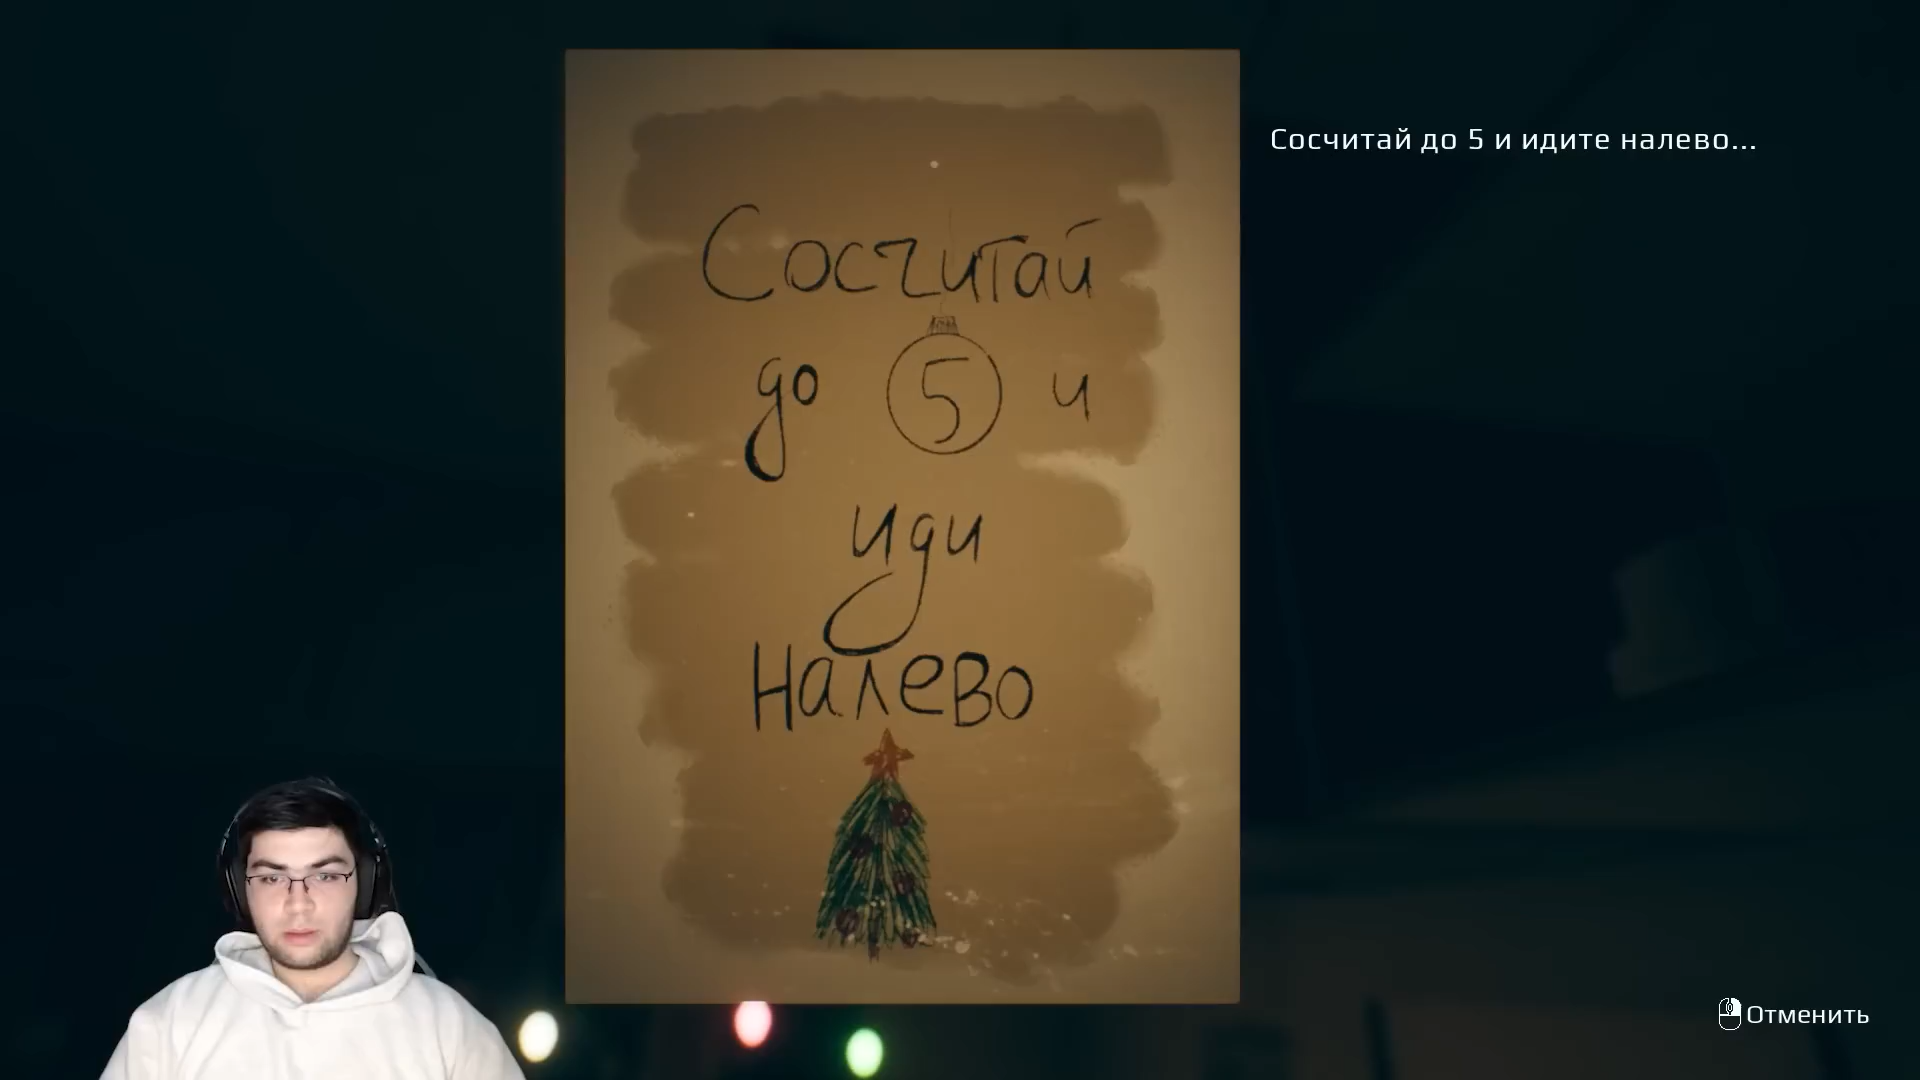 Сосчитай
до 5 и
иди
налево
Сосчитай до 5 и идите налево...
Отменить